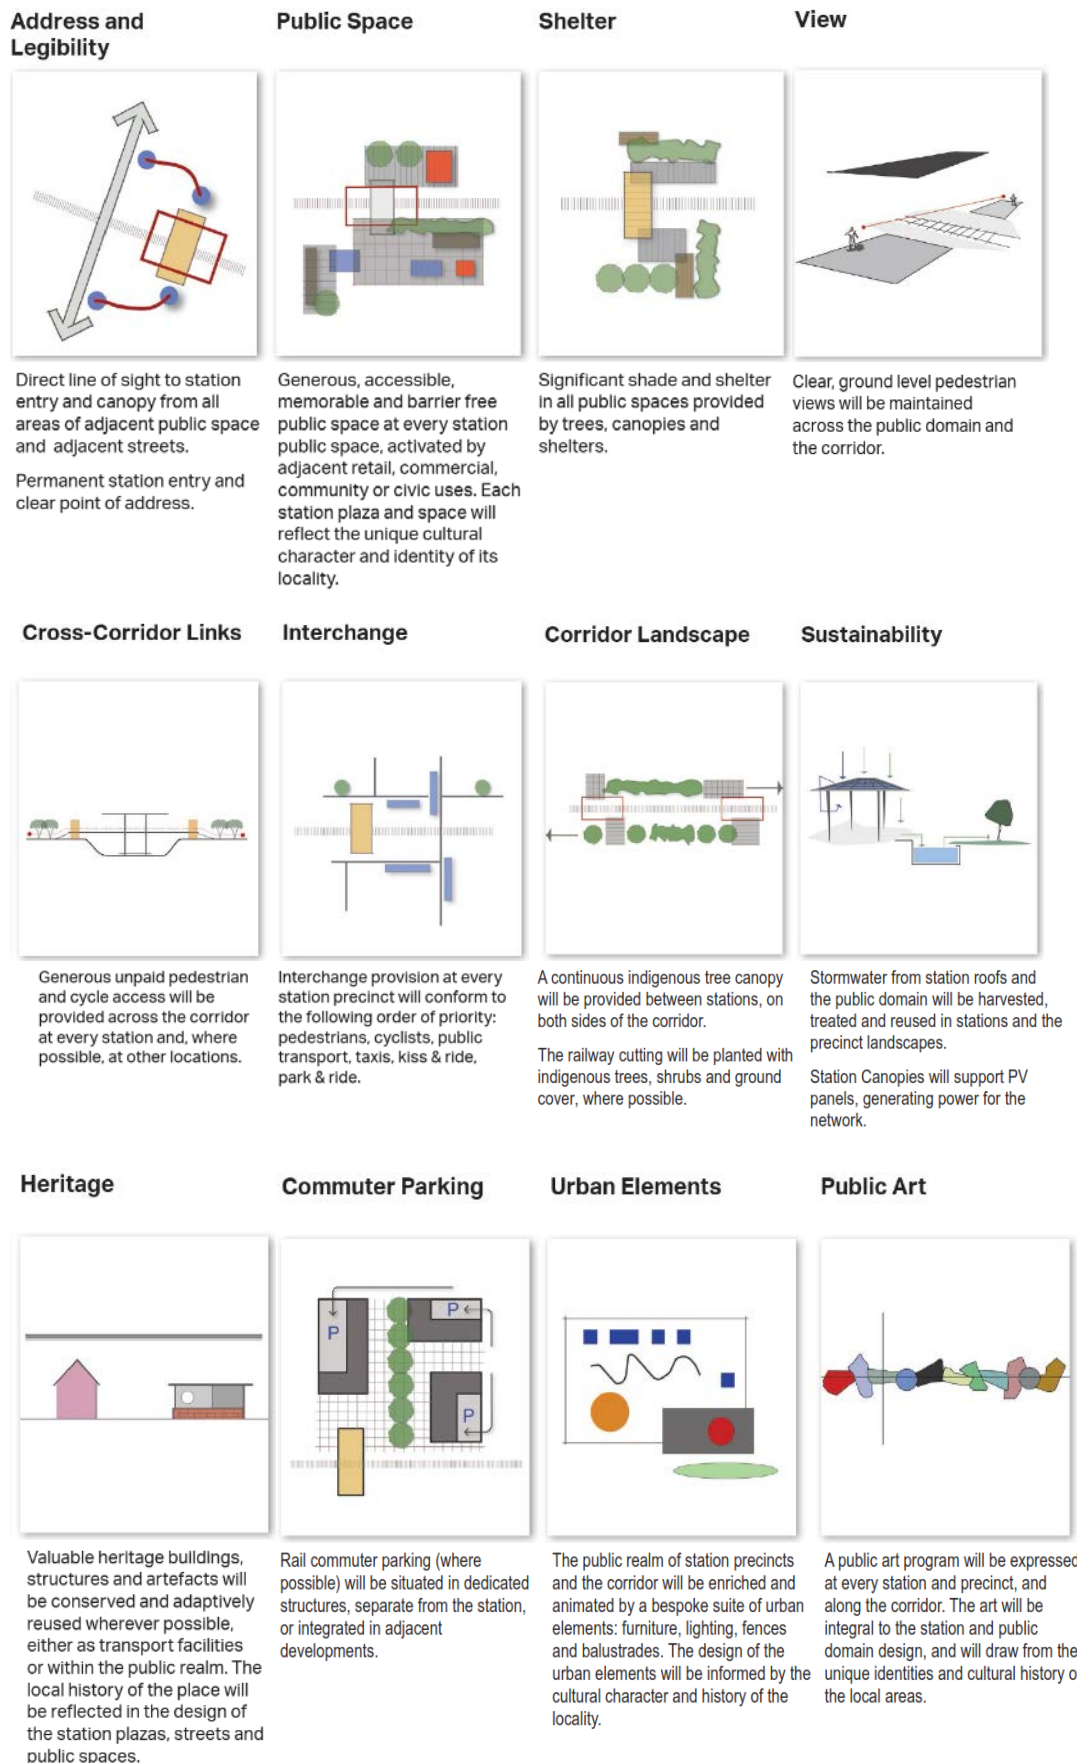 Address and
Legibility
Public Space
Shelter
View
Direct line of sight to station
entry and canopy from all
areas of adjacent public space
and adjacent streets.
Permanent station entry and
clear point of address.
Generous, accessible,
memorable and barrier free
public space at every station
public space, activated by
adjacent retail, commercial,
community or civic uses. Each
station plaza and space will
reflect the unique cultural
character and identity of its
locality.
Significant shade and shelter
in all public spaces provided
by trees, canopies and
shelters.
Clear, ground level pedestrian
views will be maintained
across the public domain and
the corridor.
Cross-Corridor Links
Interchange
Corridor Landscape
Sustainability
Generous unpaid pedestrian
and cycle access will be
provided across the corridor
at every station and, where
possible, at other locations.
Interchange provision at every
station precinct will conform to
the following order of priority:
pedestrians, cyclists, public
transport, taxis, kiss & ride,
park & ride.
A continuous indigenous tree canopy
will be provided between stations, on
both sides of the corridor.
The railway cutting will be planted with
indigenous trees, shrubs and ground
cover, where possible.
Stormwater from station roofs and
the public domain will be harvested,
treated and reused in stations and the
precinct landscapes.
Station Canopies will support PV
panels, generating power for the
network.
Heritage
Commuter Parking
Urban Elements
Public Art
P
P
P
Valuable heritage buildings,
structures and artefacts will
be conserved and adaptively
reused wherever possible,
either as transport facilities
or within the public realm. The
local history of the place will
be reflected in the design of
the station plazas, streets and
public spaces.
Rail commuter parking (where
possible) will be situated in dedicated
structures, separate from the station,
or integrated in adjacent
developments.
The public realm of station precincts
and the corridor will be enriched and
animated by a bespoke suite of urban
elements: furniture, lighting, fences
and balustrades. The design of the
urban elements will be informed by the
cultural character and history of the
locality.
A public art program will be expressed
at every station and precinct, and
along the corridor. The art will be
integral to the station and public
domain design, and will draw from the
unique identities and cultural history o
the local areas.